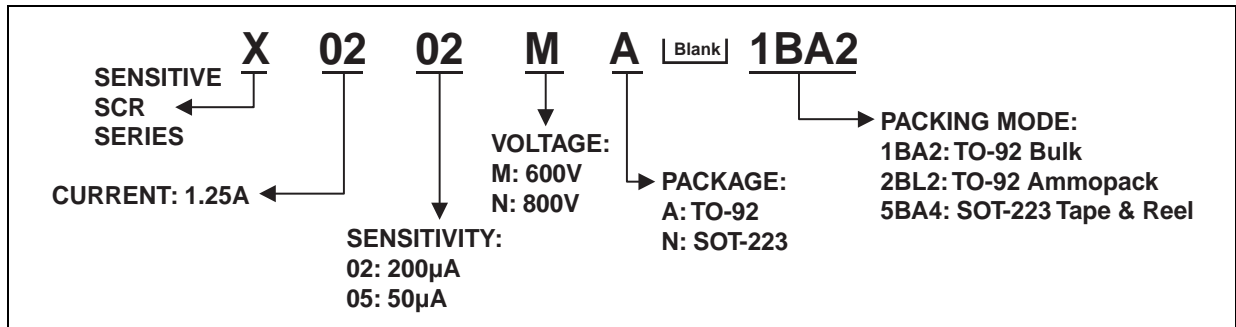 X 02 02 M A Blank 1BA2
SENSITIVE
SCR
SERIES
CURRENT: 1.25A
SENSITIVITY:
02: 200µA
05: 50µA
VOLTAGE:
M: 600V
N: 800V
PACKAGE:
A: TO-92
N: SOT-223
PACKING MODE:
1BA2: TO-92 Bulk
2BL2: TO-92 Ammopack
5BA4: SOT-223 Tape & Reel